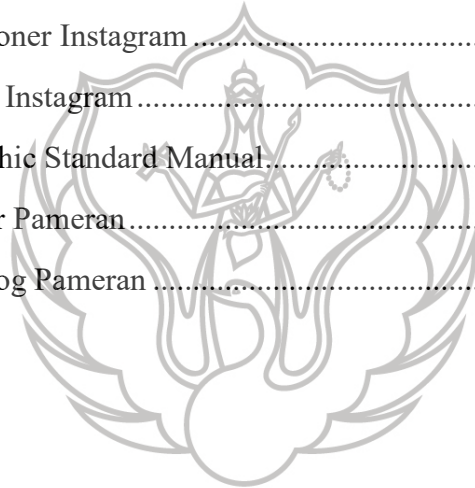 oner Instagram ........................................
Instagram ........................................
hic Standard Manual ........................................
r Pameran ........................................
og Pameran ........................................